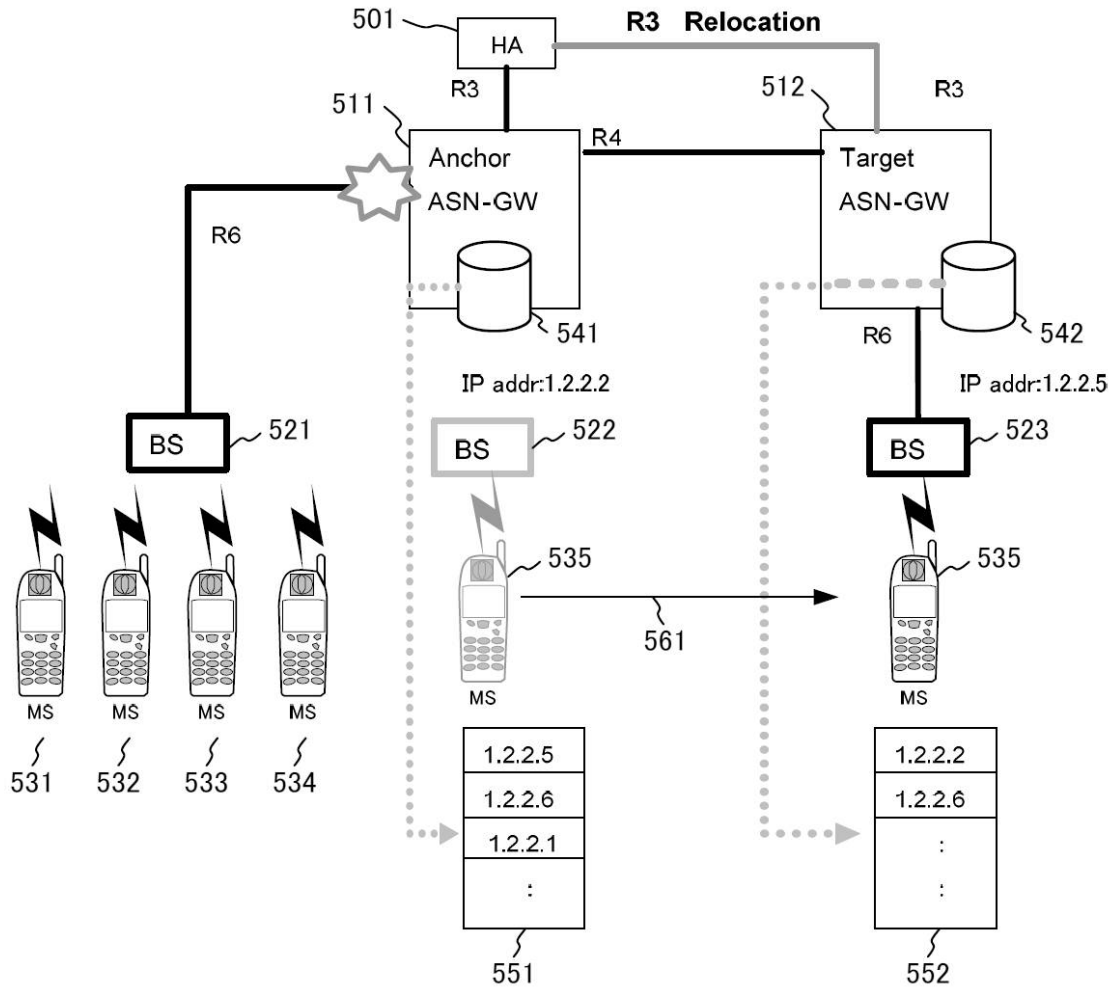 501
HA
R3 Relocation
R3
R3
511
512
R4
Anchor
ASN-GW
Target
ASN-GW
R6
541
542
R6
IP addr:1.2.2.2
IP addr:1.2.2.5
BS
521
BS
522
BS
523
535
535
561
MS
MS
MS
MS
MS
MS
531
532
533
534
1.2.2.5
1.2.2.6
1.2.2.1
:
1.2.2.2
1.2.2.6
:
:
551
552